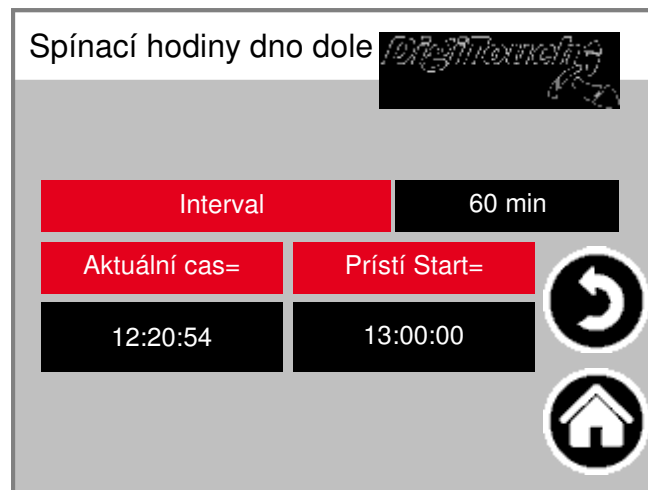 Spínací hodiny dno dole DigiTouch
Interval 60 min
Aktuální cas= Prístí Start=
12:20:54 13:00:00